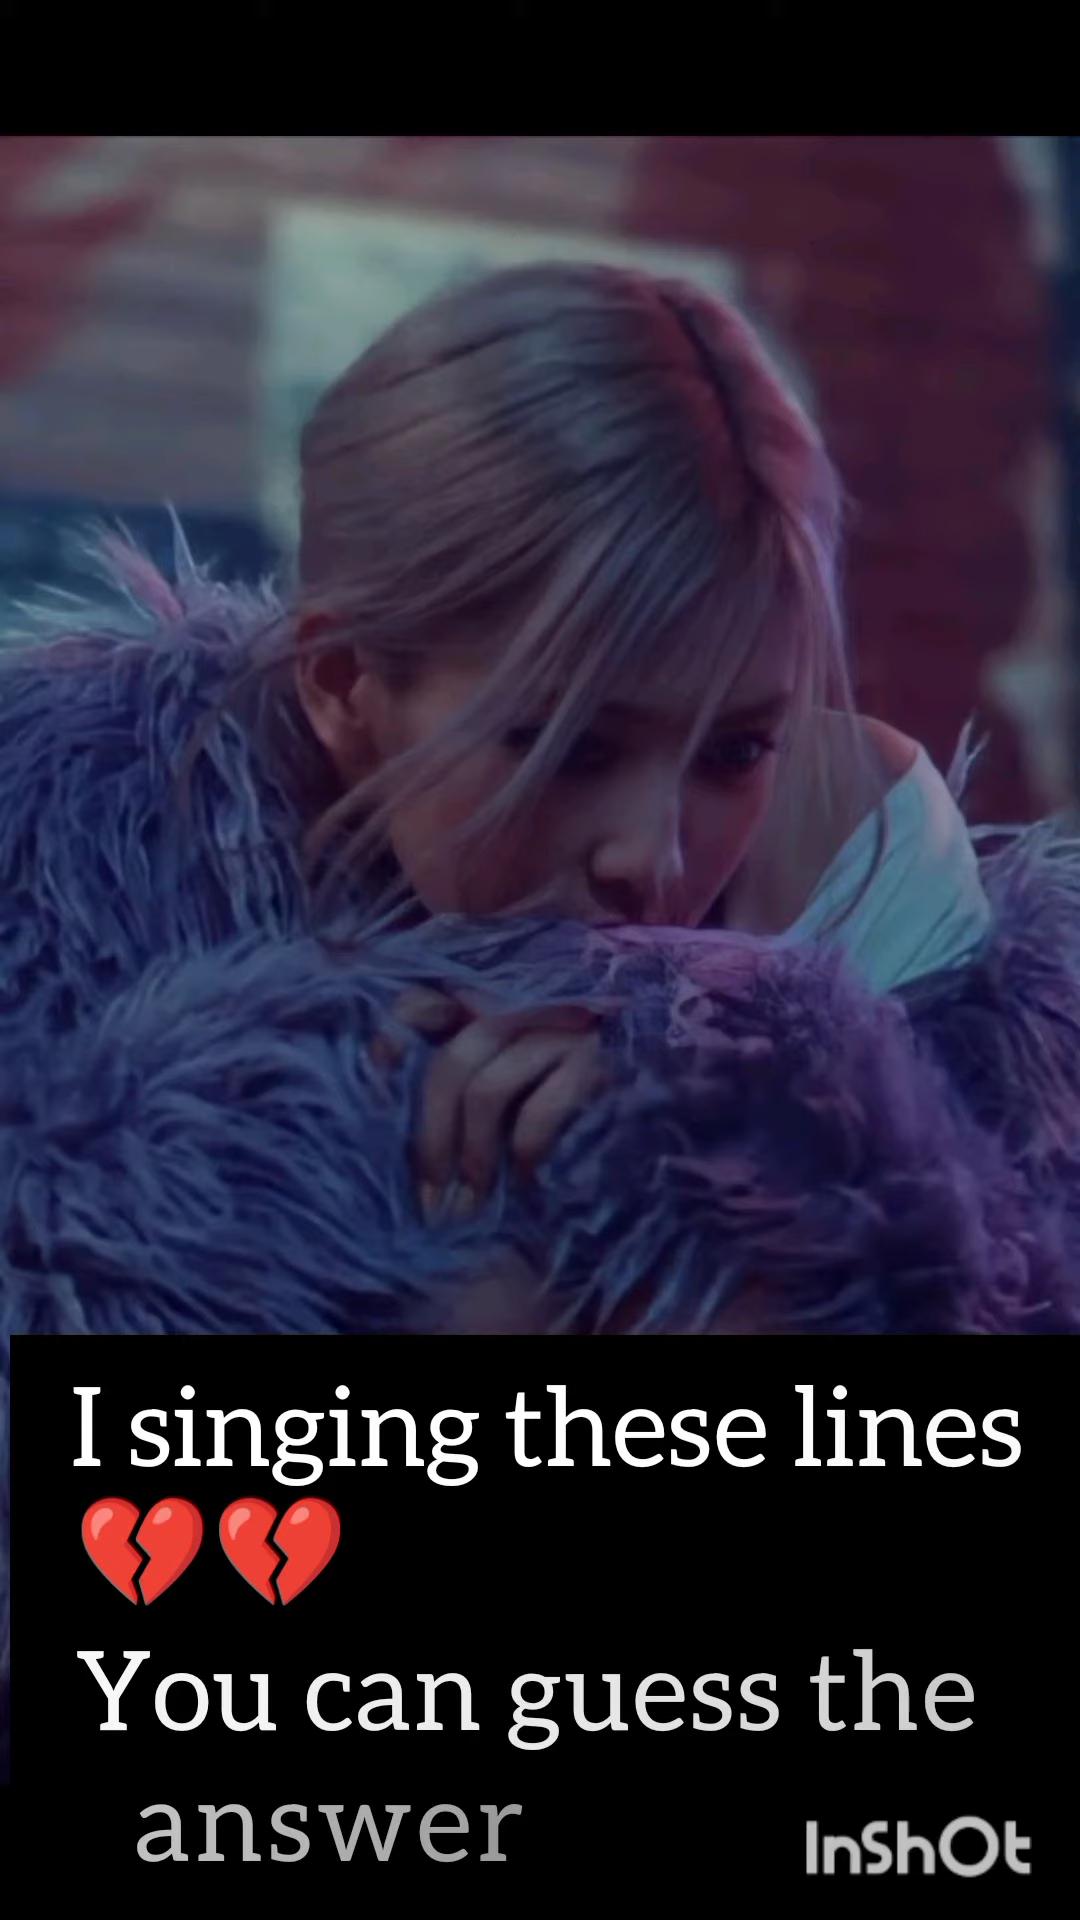 I singing these lines
💔💔
You can guess the
answer
InShOt